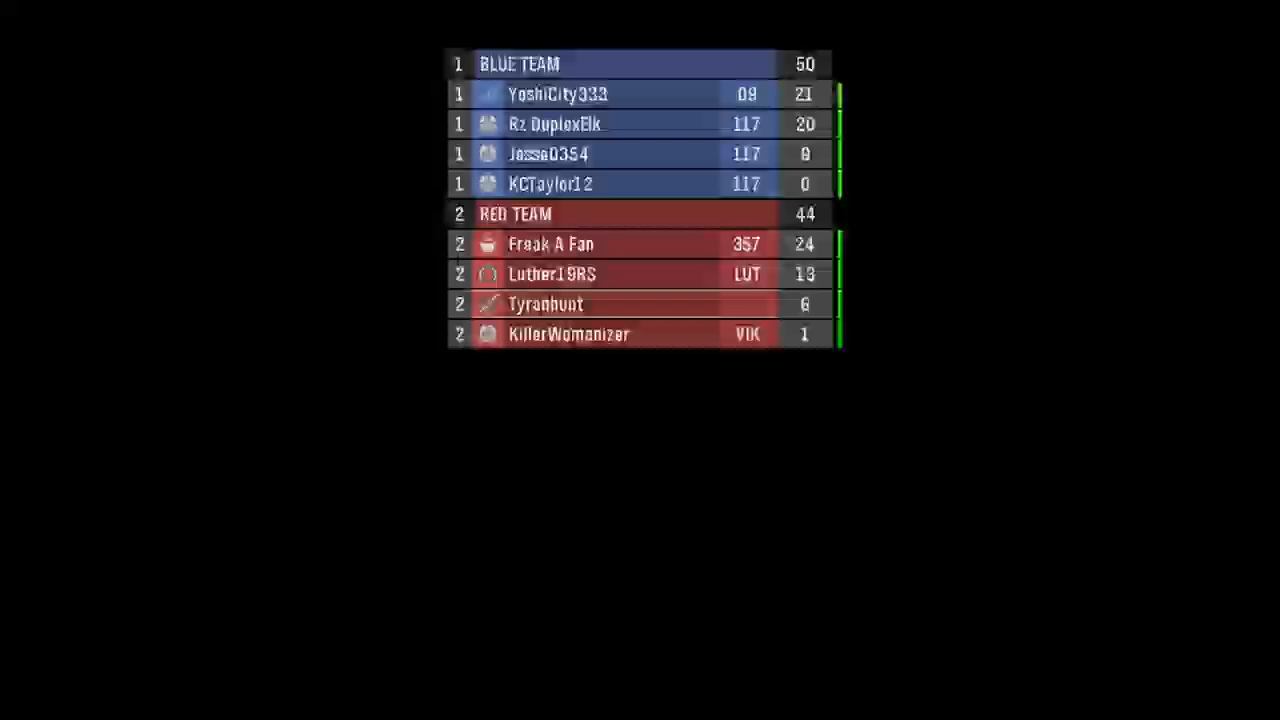 1 BLUE TEAM 50
1 YoshiCity333 09 21
1 Rz DuplexElk 117 20
1 Jesse0354 117 9
1 KCTaylor12 117 0
2 RED TEAM 44
2 Freak A Fan 357 24
2 Luther19RS LUT 13
2 Tyranhunt 6
2 KillerWomanizer VIK 1